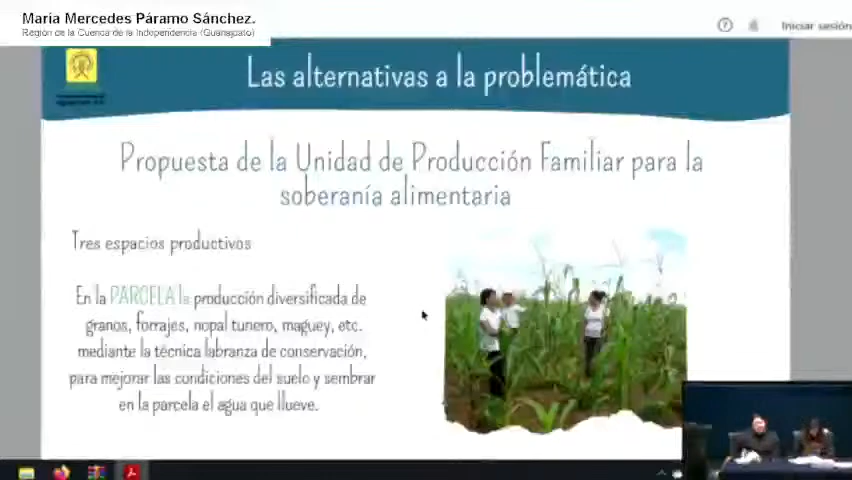 María Mercedes Páramo Sánchez.
Región de la Cuenca de la Independencia (Guanajuato)
Iniciar sesión
Las alternativas a la problemática
Propuesta de la Unidad de Producción Familiar para la
soberanía alimentaria
Tres espacios productivos
En la PARCELA la producción diversificada de
granos, forrajes, nopal tunero, maguey, etc.
mediante la técnica labranza de conservación,
para mejorar las condiciones del suelo y sembrar
en la parcela el agua que llueve.